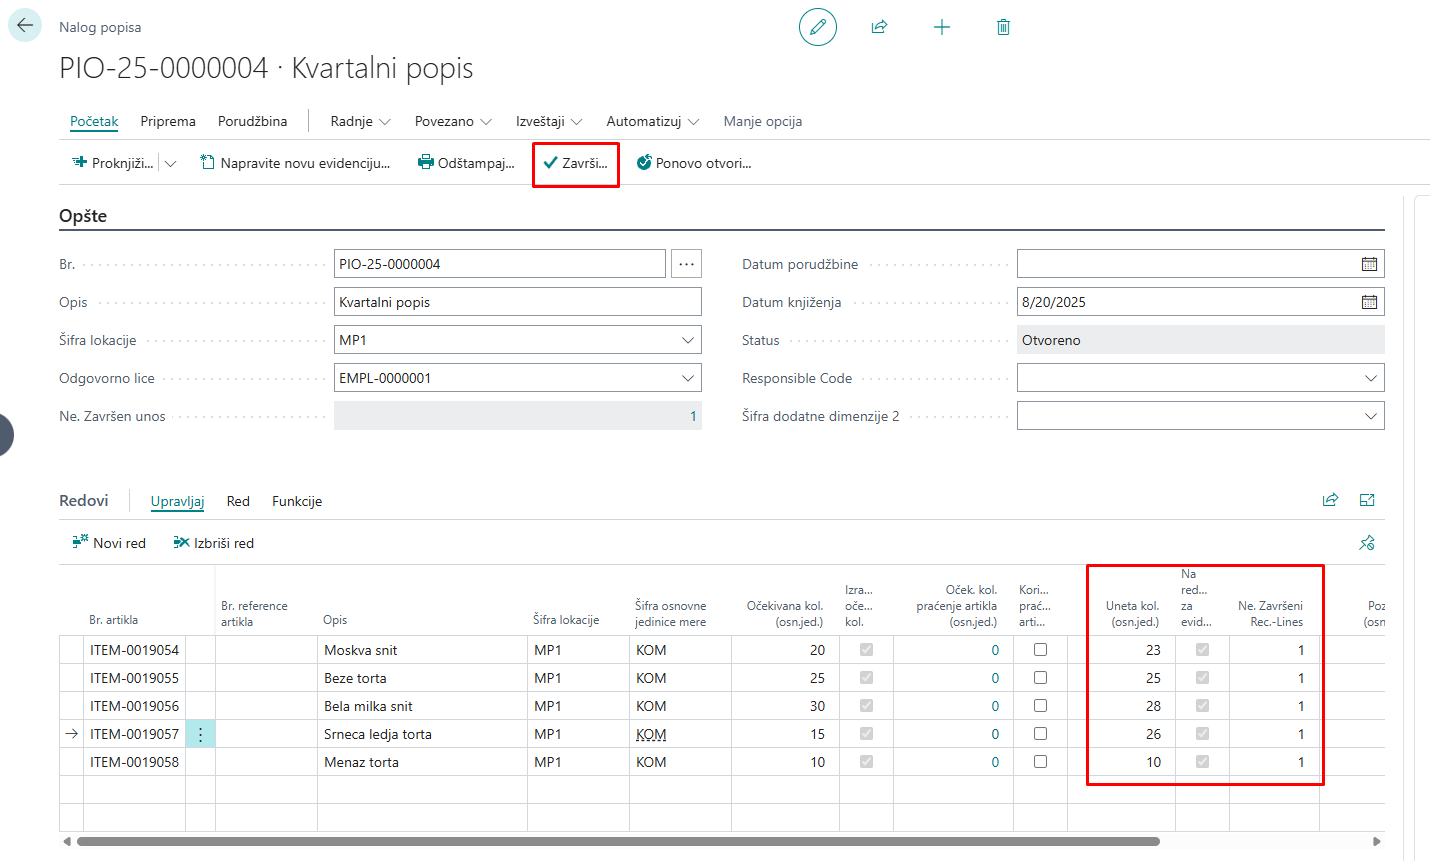 Nalog popisa
PIO-25-0000004 · Kvartalni popis
Početak Priprema Porudžbina Radnje Povezano Izveštaji Automatizuj Manje opcija
Proknjiži... Napravite novu evidenciju... Odštampaj... Završi... Ponovo otvori...
Opšte
Br. PIO-25-0000004 Datum porudžbine
Opis Kvartalni popis Datum knjiženja 8/20/2025
Šifra lokacije MP1 Status Otvoreno
Odgovorno lice EMPL-0000001 Responsible Code
Ne. Završen unos 1 Šifra dodatne dimenzije 2
Redovi Upravljaj Red Funkcije
Novi red Izbriši red
Na
Izra... Oček. kol. Kori... red...
Br. reference Šifra osnovne Očekivana kol. oče... praćenje artikla prać... Uneta kol. za Ne. Završeni Poz
Br. artikla artikla Opis Šifra lokacije jedinice mere (osn.jed.) kol. (osn.jed.) arti... (osn.jed.) evid... Rec.-Lines (osn
ITEM-0019054 Moskva snit MP1 KOM 20 0 23 1
ITEM-0019055 Beze torta MP1 KOM 25 0 25 1
ITEM-0019056 Bela milka snit MP1 KOM 30 0 28 1
ITEM-0019057 Srneca ledja torta MP1 KOM 15 0 26 1
ITEM-0019058 Menaz torta MP1 KOM 10 0 10 1